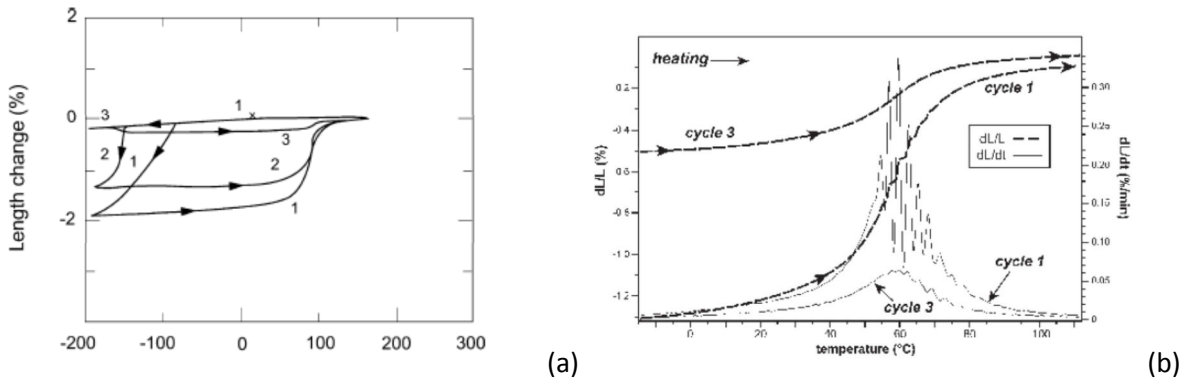 2
0
-2
Length change (%)
-200
-100
0
100
200
300
1
x
3
2
1
3
2
1
(a)
heating
cycle 1
cycle 3
dL/L
dL/dt
cycle 1
cycle 3
0.2
-0.4
0.6
-0.8
-1.0
-1.2
dL/L (%)
0.30
0.25
0.20
0.15
0.10
0.05
0
dL/dt (%/min)
0
20
40
60
80
100
temperature (°C)
(b)